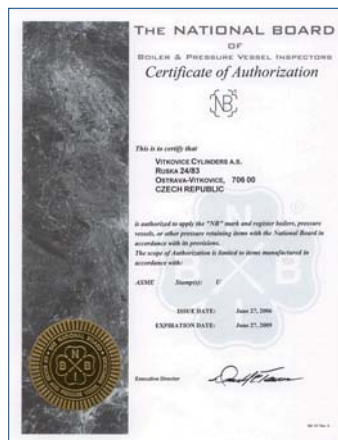 THE NATIONAL BOARD
OF
BOILER & PRESSURE VESSEL INSPECTORS
Certificate of Authorization
NB
This is to certify that
VITKOVICE CYLINDERS A.S.
RUSKA 24/83
OSTRAVA-VITKOVICE, 706 00
CZECH REPUBLIC
is authorized to apply the "NB" mark and register boilers, pressure
vessels, or other pressure retaining items with the National Board in
accordance with its provisions.
The scope of Authorization is limited to items manufactured in
accordance with:
ASME Stamp(s): U
ISSUE DATE: June 27, 2006
EXPIRATION DATE: June 27, 2009
Executive Director